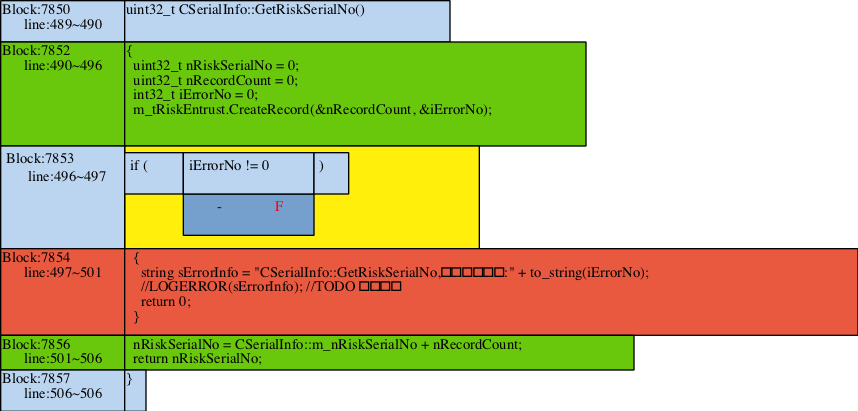 Block:7850
line:489~490
uint32_t CSerialInfo::GetRiskSerialNo()
Block:7852
line:490~496
{
uint32_t nRiskSerialNo = 0;
uint32_t nRecordCount = 0;
int32_t iErrorNo = 0;
m_tRiskEntrust.CreateRecord(&nRecordCount, &iErrorNo);
Block:7853
line:496~497
if ( iErrorNo != 0 )
- F
Block:7854
line:497~501
{
string sErrorInfo = "CSerialInfo::GetRiskSerialNo,□□□□□□:" + to_string(iErrorNo);
//LOGERROR(sErrorInfo); //TODO □□□□
return 0;
}
Block:7856
line:501~506
nRiskSerialNo = CSerialInfo::m_nRiskSerialNo + nRecordCount;
return nRiskSerialNo;
Block:7857
line:506~506
}